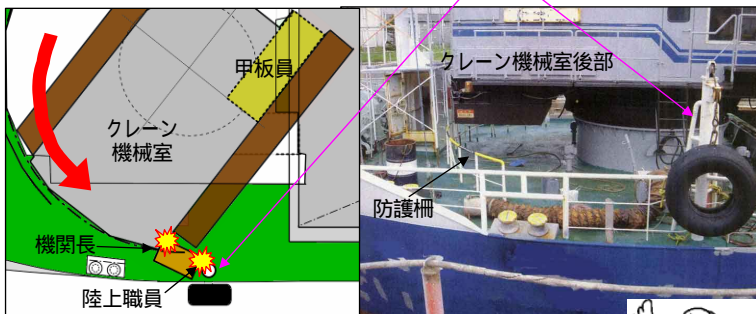 甲板員
クレーン
機械室
機関長
陸上職員
クレーン機械室後部
防護柵